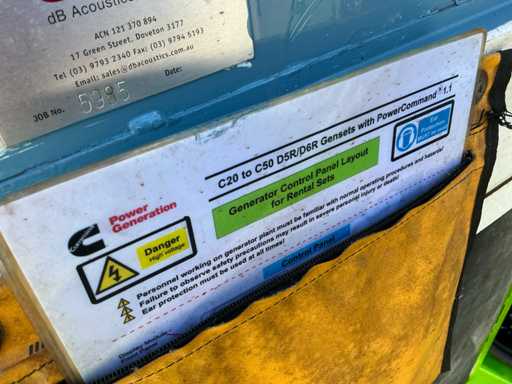 dB Acoustics
ACN 121 370 894
17 Green Street, Doveton 3177
Tel (03) 9793 2340 Fax: (03) 9794 5193
Email: sales@dbacoustics.com.au
JOB No. 5985
DATE:
C20 to C50 D5R/D6R Gensets with PowerCommand® 1.1
Generator Control Panel Layout
for Rental Sets
Power
Generation
Danger
High voltage
Personnel working on generator plant must be familiar with normal operating procedures and hazards!
Failure to observe safety precautions may result in severe personal injury or death!
Ear protection must be used at all times!
Control Panel